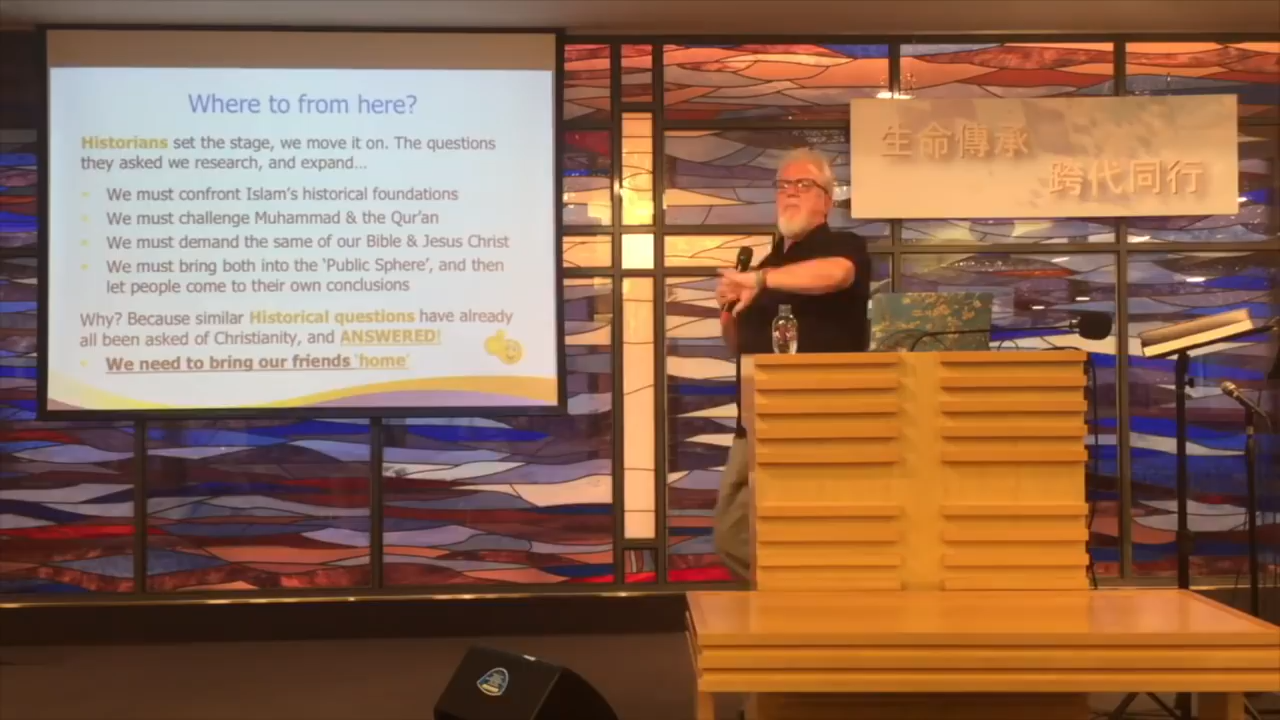 Where to from here?
Historians set the stage, we move it on. The questions
they asked we research, and expand...
We must confront Islam's historical foundations
We must challenge Muhammad & the Qur'an
We must demand the same of our Bible & Jesus Christ
We must bring both into the 'Public Sphere', and then
let people come to their own conclusions
Why? Because similar Historical questions have already
all been asked of Christianity, and ANSWERED!
We need to bring our friends 'home'
生命傳承
跨代同行